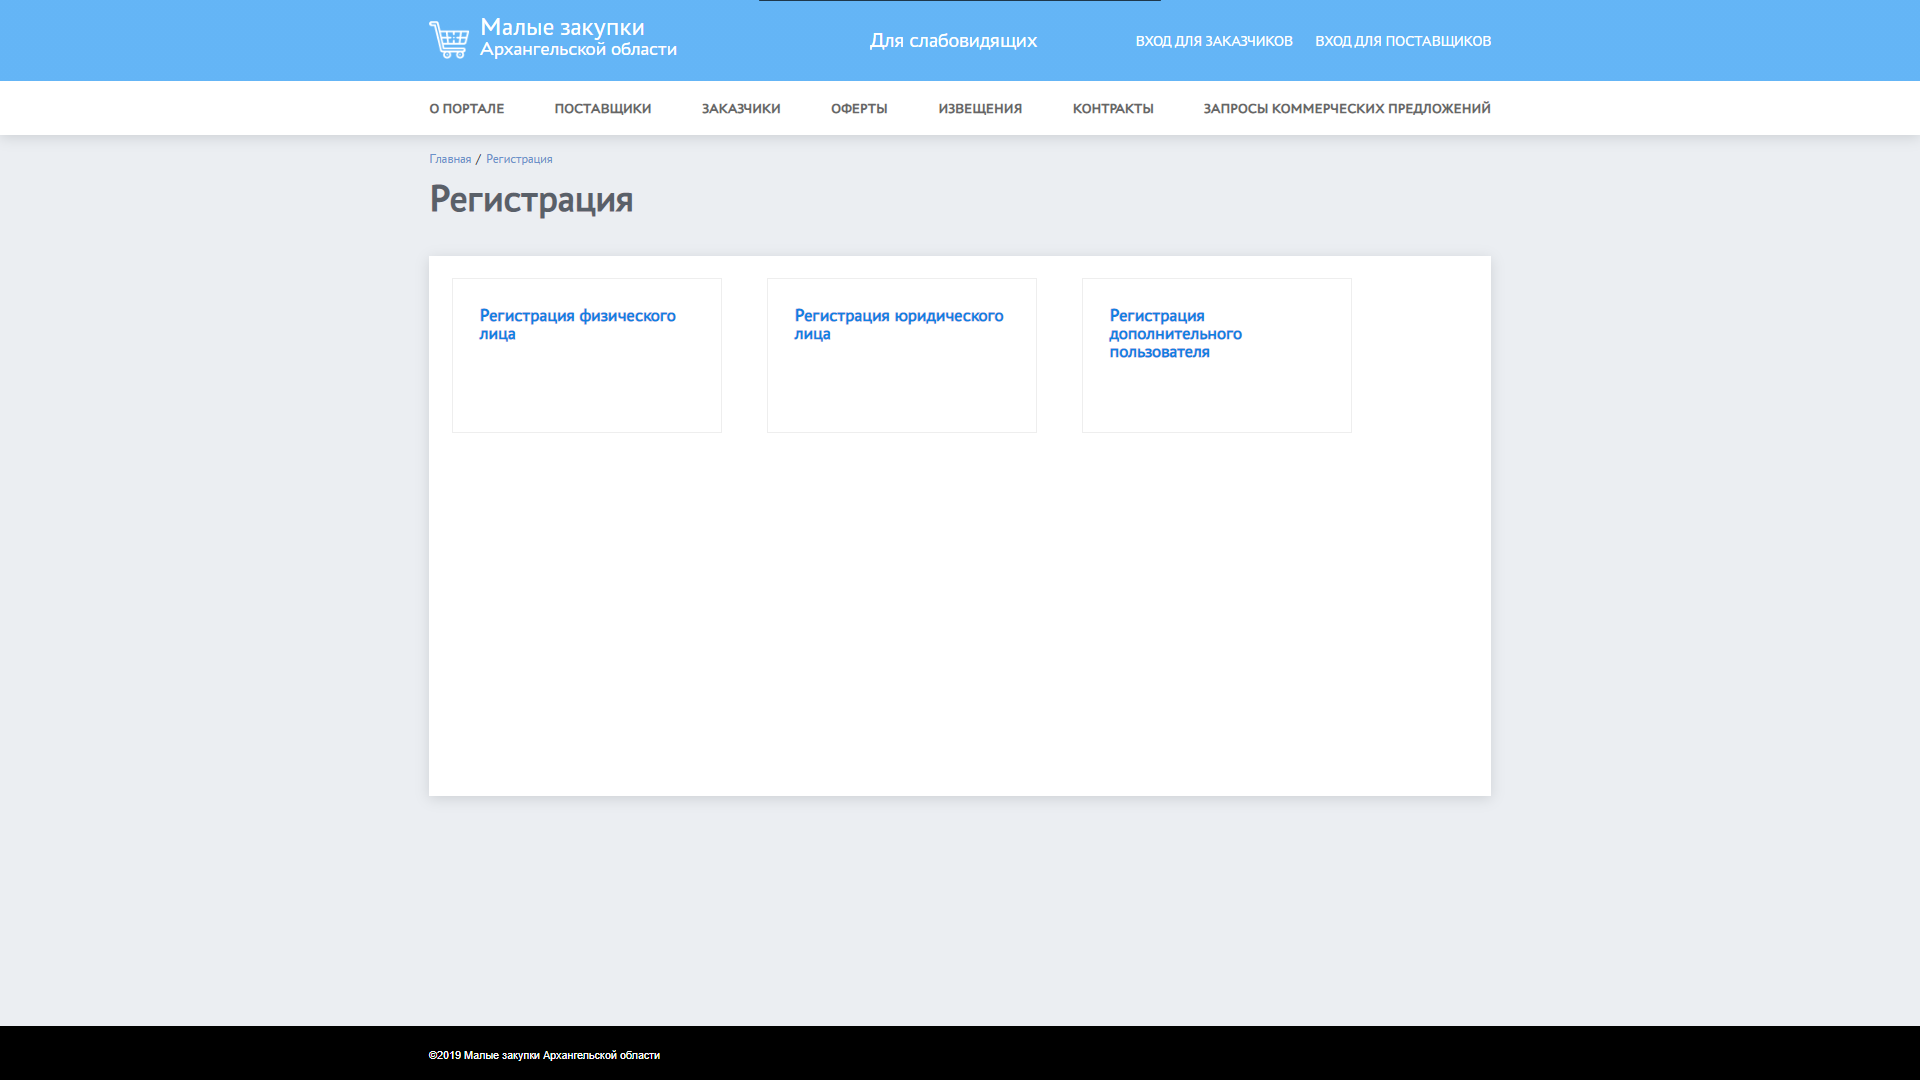 Малые закупки
Архангельской области
Для слабовидящих
ВХОД ДЛЯ ЗАКАЗЧИКОВ
ВХОД ДЛЯ ПОСТАВЩИКОВ
О ПОРТАЛЕ
ПОСТАВЩИКИ
ЗАКАЗЧИКИ
ОФЕРТЫ
ИЗВЕЩЕНИЯ
КОНТРАКТЫ
ЗАПРОСЫ КОММЕРЧЕСКИХ ПРЕДЛОЖЕНИЙ
Главная / Регистрация
Регистрация
Регистрация физического
лица
Регистрация юридического
лица
Регистрация
дополнительного
пользователя
©2019 Малые закупки Архангельской области